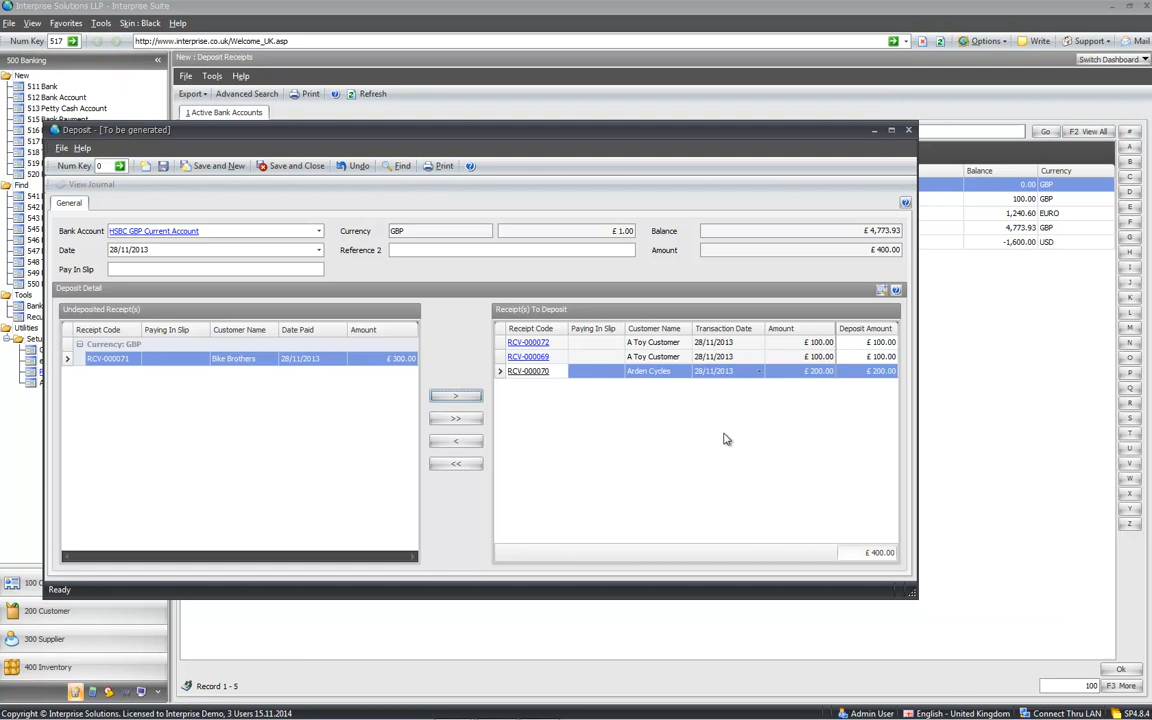 Interprise Solutions LLP - Interprise Suite
File View Favorites Tools Skin : Black Help
Num Key 517 http://www.interprise.co.uk/Welcome_UK.asp Options Write Support Mail
500 Banking
New : Deposit Receipts
Switch Dashboard
New
File Tools Help
511 Bank
512 Bank Account
Export Advanced Search Print Refresh
513 Petty Cash Account
1 Active Bank Accounts
Deposit - [To be generated]
Go F2 View All
File Help
Num Key 0 Save and New Save and Close Undo Find Print
View Journal
Balance Currency
0.00 GBP
100.00 GBP
1,240.60 EURO
4,773.93 GBP
-1,600.00 USD
General
Bank Account HSBC GBP Current Account Currency GBP £ 1.00 Balance £ 4,773.93
Date 28/11/2013 Reference 2 Amount £ 400.00
Pay In Slip
Deposit Detail
Undeposited Receipt(s) Receipt(s) To Deposit
Receipt Code Paying In Slip Customer Name Date Paid Amount
Currency: GBP
RCV-000071 Bike Brothers 28/11/2013 £ 300.00
Receipt Code Paying In Slip Customer Name Transaction Date Amount Deposit Amount
RCV-000072 A Toy Customer 28/11/2013 £ 100.00 £ 100.00
RCV-000069 A Toy Customer 28/11/2013 £ 100.00 £ 100.00
RCV-000070 Arden Cycles 28/11/2013 £ 200.00 £ 200.00
>
>>
<
<<
£ 400.00
Ready
Find
Tools
Utilities
100
200 Customer
300 Supplier
400 Inventory
#
A
B
C
D
E
F
G
H
I
J
K
L
M
N
O
P
Q
R
S
T
U
V
W
X
Y
Z
Ok
Record 1 - 5 100 F3 More
Copyright © Interprise Solutions. Licensed to Interprise Demo, 3 Users 15.11.2014 Admin User English - United Kingdom Connect Thru LAN SP4.8.4